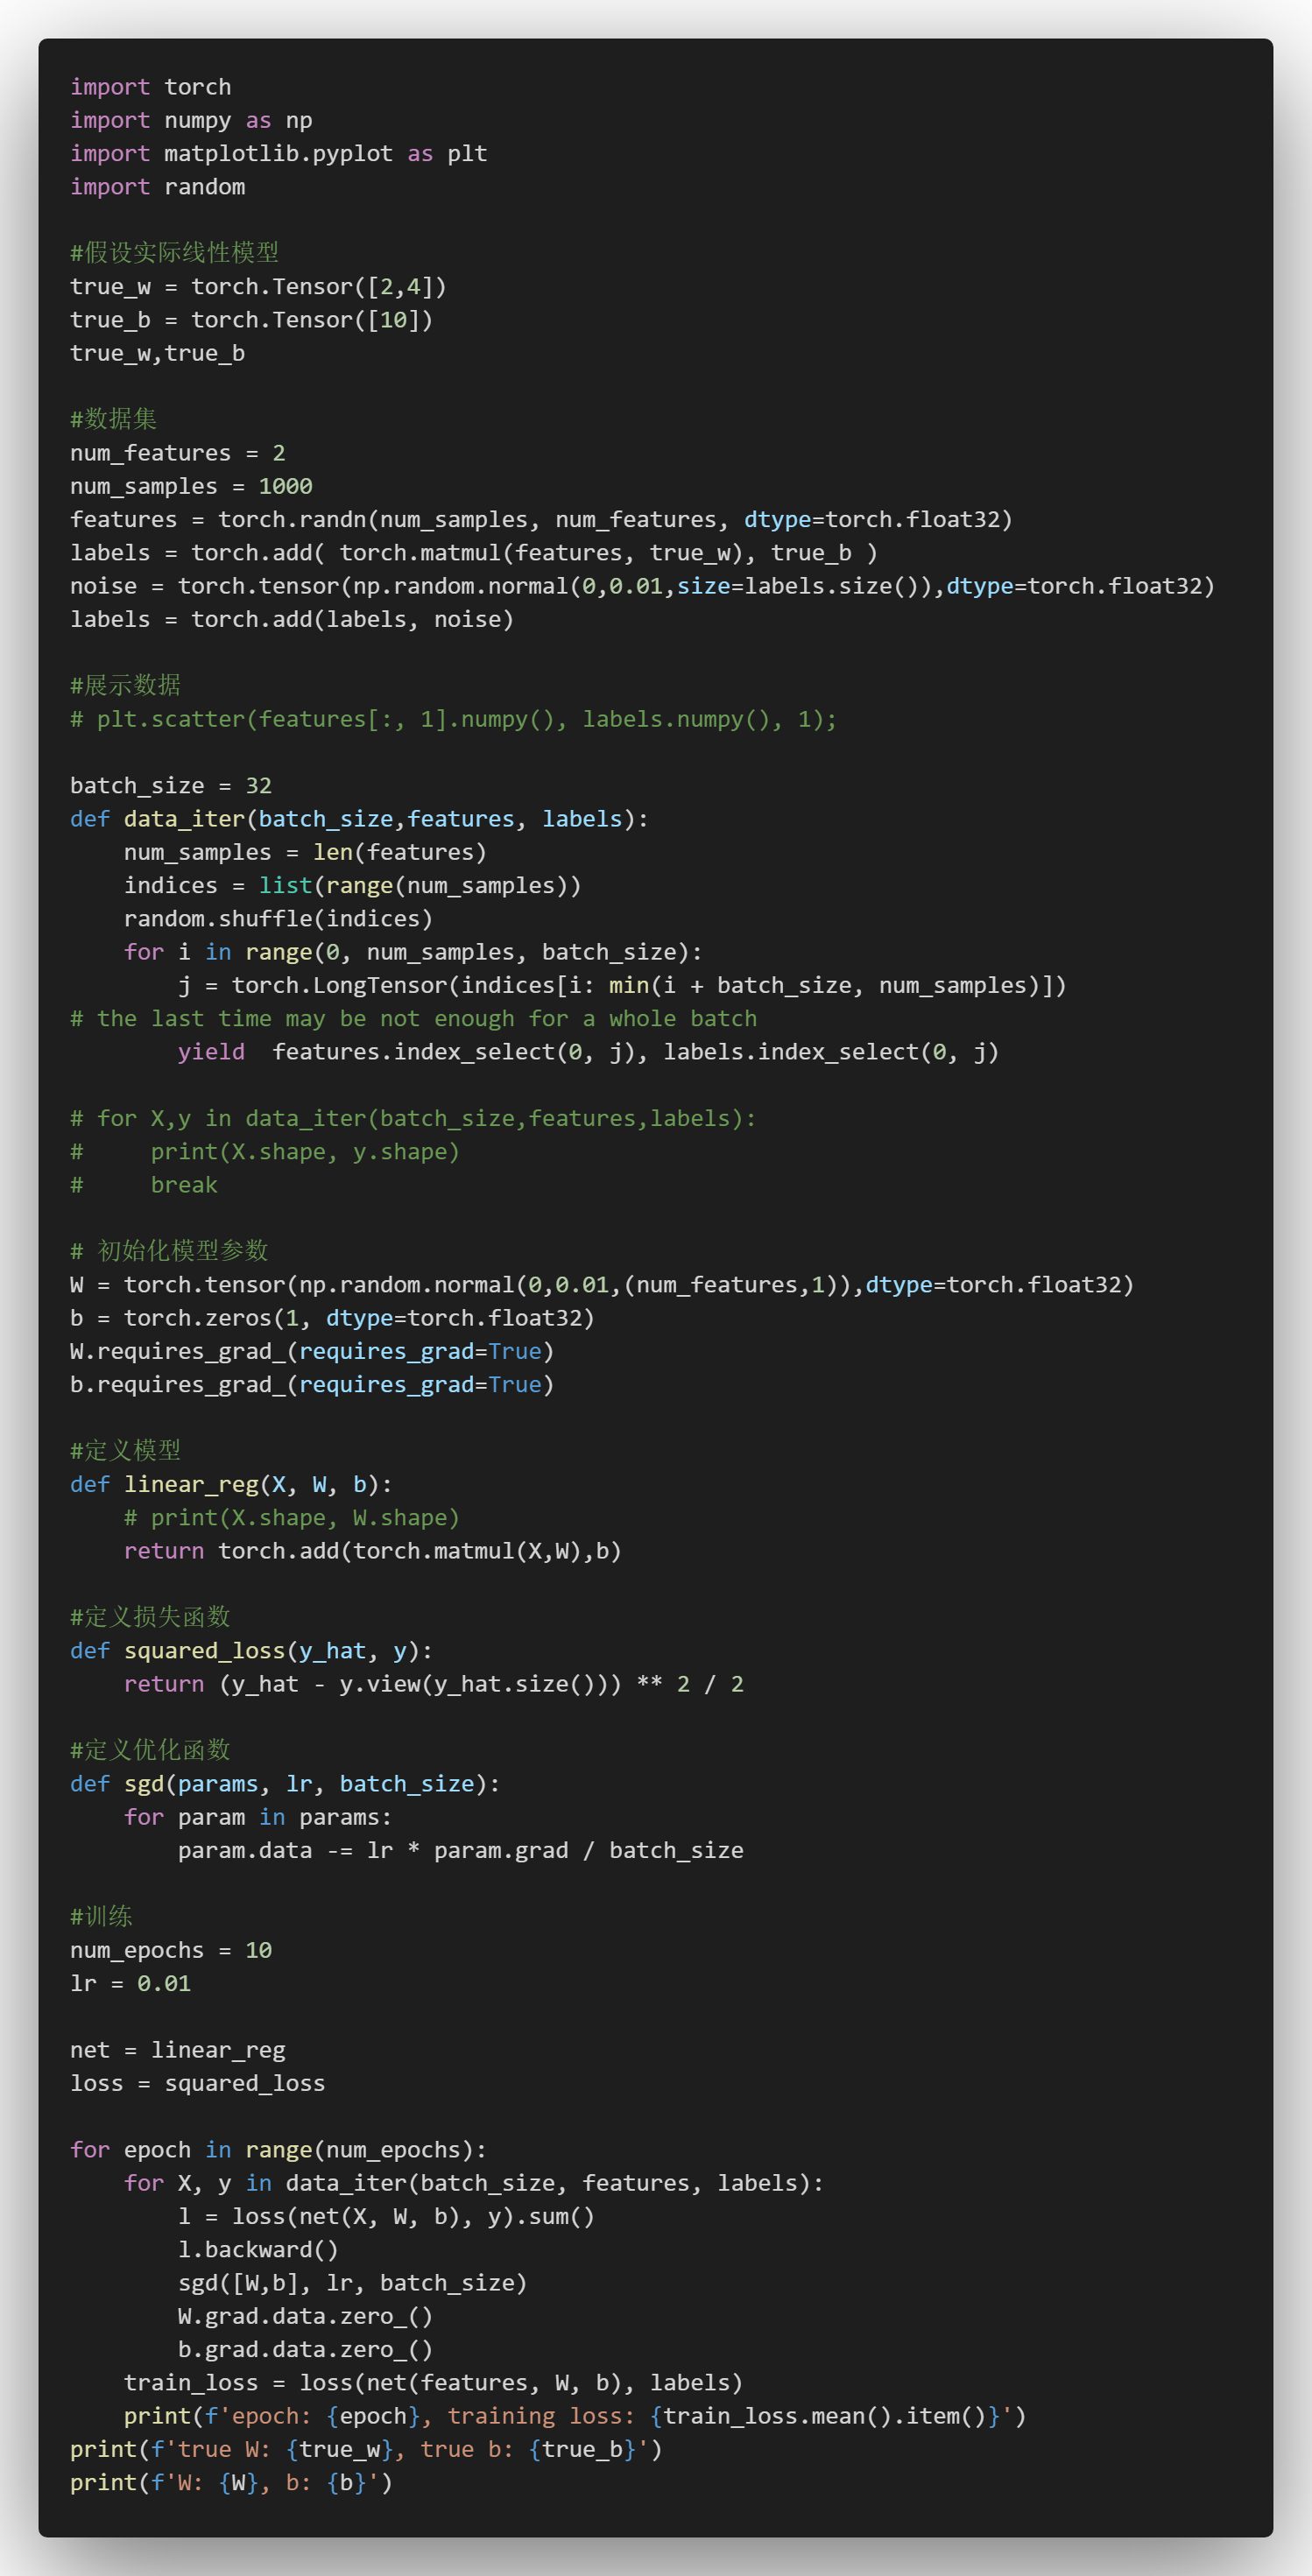 import torch
import numpy as np
import matplotlib.pyplot as plt
import random

#假设实际线性模型
true_w = torch.Tensor([2,4])
true_b = torch.Tensor([10])
true_w,true_b

#数据集
num_features = 2
num_samples = 1000
features = torch.randn(num_samples, num_features, dtype=torch.float32)
labels = torch.add( torch.matmul(features, true_w), true_b )
noise = torch.tensor(np.random.normal(0,0.01,size=labels.size()),dtype=torch.float32)
labels = torch.add(labels, noise)

#展示数据
# plt.scatter(features[:, 1].numpy(), labels.numpy(), 1);

batch_size = 32
def data_iter(batch_size,features, labels):
    num_samples = len(features)
    indices = list(range(num_samples))
    random.shuffle(indices)
    for i in range(0, num_samples, batch_size):
        j = torch.LongTensor(indices[i: min(i + batch_size, num_samples)])
# the last time may be not enough for a whole batch
        yield  features.index_select(0, j), labels.index_select(0, j)

# for X,y in data_iter(batch_size,features,labels):
#     print(X.shape, y.shape)
#     break

# 初始化模型参数
W = torch.tensor(np.random.normal(0,0.01,(num_features,1)),dtype=torch.float32)
b = torch.zeros(1, dtype=torch.float32)
W.requires_grad_(requires_grad=True)
b.requires_grad_(requires_grad=True)

#定义模型
def linear_reg(X, W, b):
    # print(X.shape, W.shape)
    return torch.add(torch.matmul(X,W),b)

#定义损失函数
def squared_loss(y_hat, y):
    return (y_hat - y.view(y_hat.size())) ** 2 / 2

#定义优化函数
def sgd(params, lr, batch_size):
    for param in params:
        param.data -= lr * param.grad / batch_size

#训练
num_epochs = 10
lr = 0.01

net = linear_reg
loss = squared_loss

for epoch in range(num_epochs):
    for X, y in data_iter(batch_size, features, labels):
        l = loss(net(X, W, b), y).sum()
        l.backward()
        sgd([W,b], lr, batch_size)
        W.grad.data.zero_()
        b.grad.data.zero_()
    train_loss = loss(net(features, W, b), labels)
    print(f'epoch: {epoch}, training loss: {train_loss.mean().item()}')
print(f'true W: {true_w}, true b: {true_b}')
print(f'W: {W}, b: {b}')